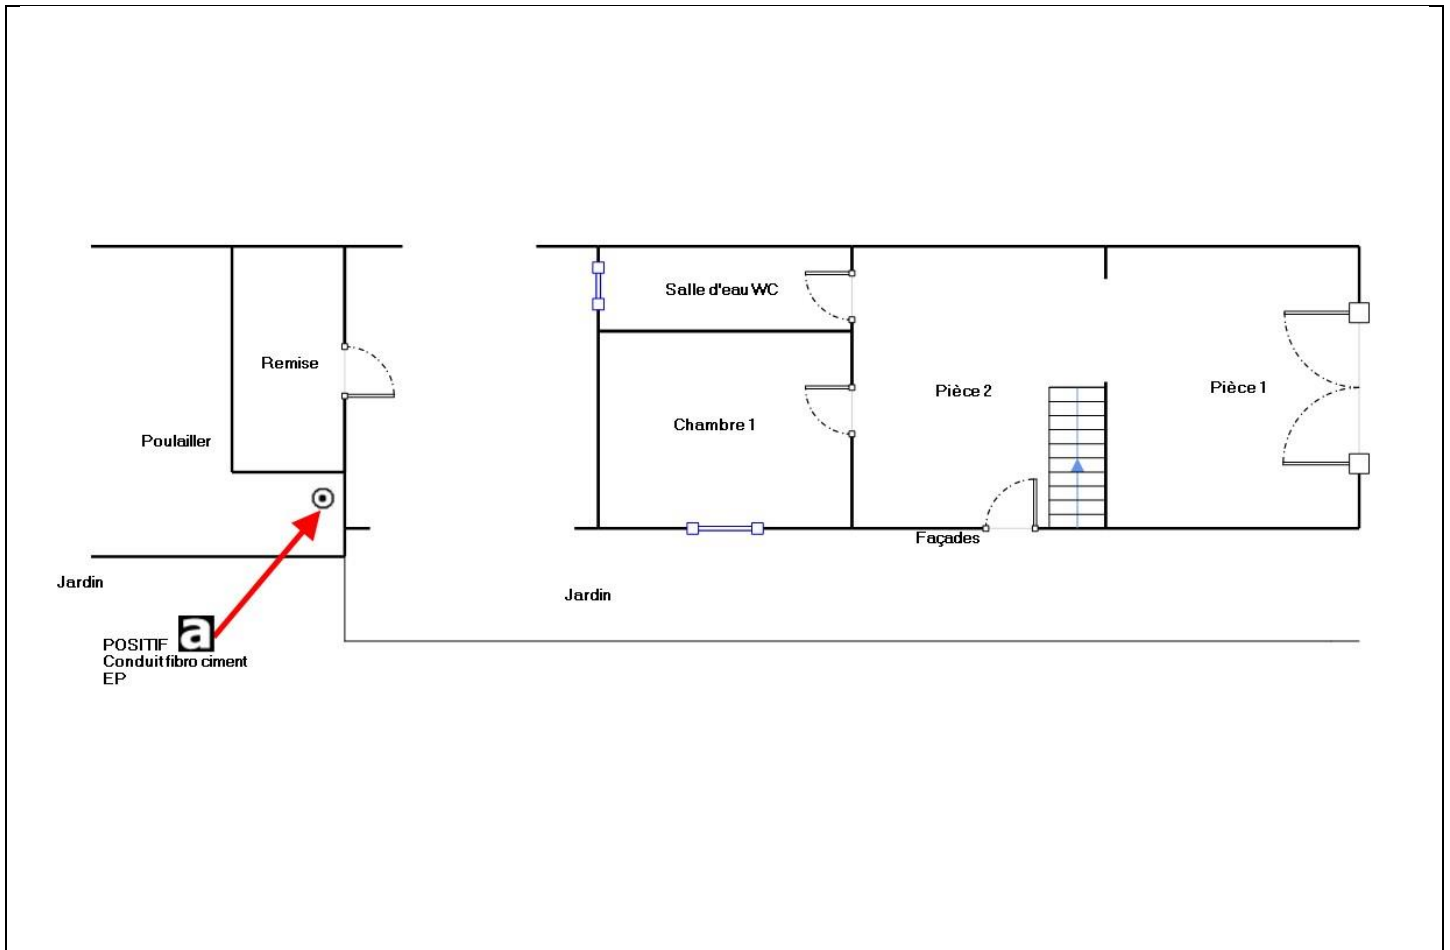 Salle d'eau WC
Remise
Pièce 2
Pièce 1
Chambre 1
Poulailler
Façades
Jardin
Jardin
a
POSITIF
Conduit fibro ciment
EP